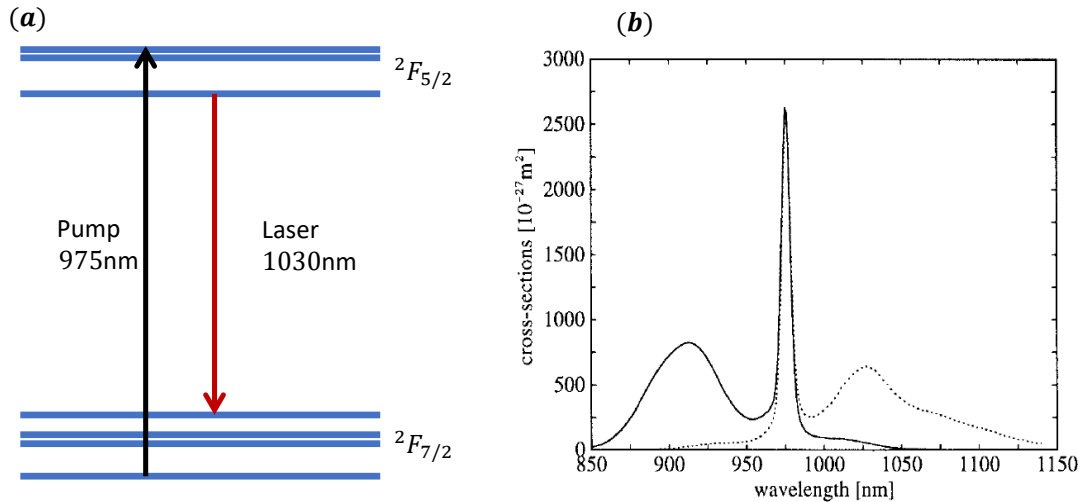 (a)
²F₅/₂
Pump
975nm
Laser
1030nm
²F₇/₂
(b)
cross-sections [10⁻²⁷m²]
3000
2500
2000
1500
1000
500
0
850 900 950 1000 1050 1100 1150
wavelength [nm]